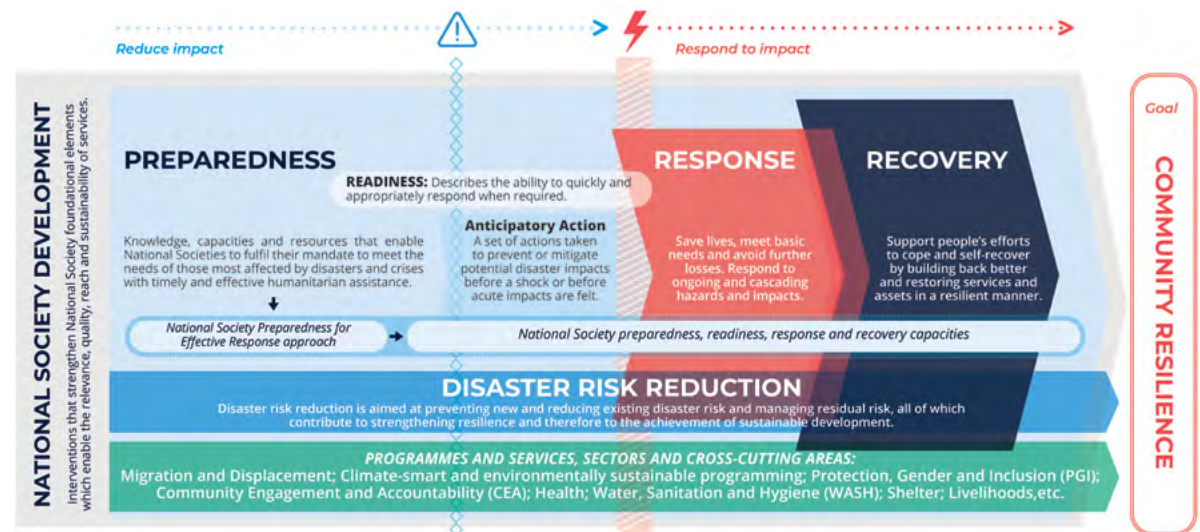 Reduce impact
Respond to impact
NATIONAL SOCIETY DEVELOPMENT
Interventions that strengthen National Society foundational elements
which enable the relevance, quality, reach and sustainability of services.
PREPAREDNESS
READINESS: Describes the ability to quickly and
appropriately respond when required.
Knowledge, capacities and resources that enable
National Societies to fulfil their mandate to meet the
needs of those most affected by disasters and crises
with timely and effective humanitarian assistance.
Anticipatory Action
A set of actions taken
to prevent or mitigate
potential disaster impacts
before a shock or before
acute impacts are felt.
RESPONSE
Save lives, meet basic
needs and avoid further
losses. Respond to
ongoing and cascading
hazards and impacts.
RECOVERY
Support people's efforts
to cope and self-recover
by building back better
and restoring services and
assets in a resilient manner.
National Society Preparedness for
Effective Response approach
National Society preparedness, readiness, response and recovery capacities
DISASTER RISK REDUCTION
Disaster risk reduction is aimed at preventing new and reducing existing disaster risk and managing residual risk, all of which
contribute to strengthening resilience and therefore to the achievement of sustainable development.
PROGRAMMES AND SERVICES, SECTORS AND CROSS-CUTTING AREAS:
Migration and Displacement; Climate-smart and environmentally sustainable programming; Protection, Gender and Inclusion (PGI);
Community Engagement and Accountability (CEA); Health; Water, Sanitation and Hygiene (WASH); Shelter; Livelihoods,etc.
Goal
COMMUNITY RESILIENCE